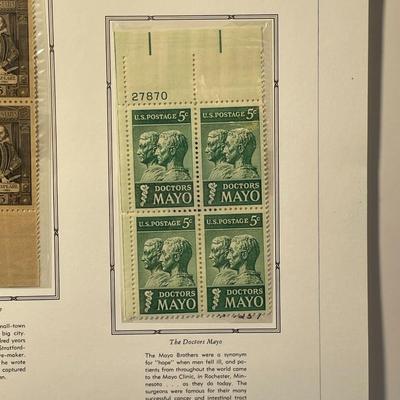 27870
U.S. POSTAGE 5¢
DOCTORS
MAYO
U.S. POSTAGE 5¢
DOCTORS
MAYO
U.S. POSTAGE 5¢
DOCTORS
MAYO
U.S. POSTAGE 5¢
DOCTORS
MAYO
The Doctors Mayo
The Mayo Brothers were a synonym
for "hope" when men fell ill, and pa-
tients from throughout the world came
to the Mayo Clinic, in Rochester, Min-
nesota . . . as they do today. The
surgeons were famous for their many
successful cancer and intestinal tract
small-town
big city.
years
Stratford-
-maker.
he wrote
captured